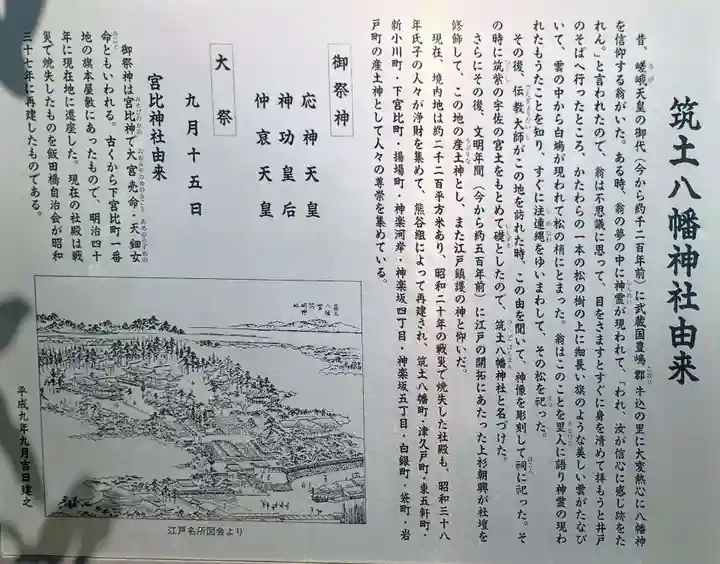 筑土八幡神社由来
昔、嵯峨天皇の御代（今から約千二百年前）に武蔵国豊嶋郡牛込の里に大変熱心に八幡神
を信仰する翁がいた。ある時、翁の夢の中に神霊が現われて、「われ、汝が信心に感じ跡をた
れん。」と言われたので、翁は不思議に思って、目をさますとすぐに身を清めて拝もうと井戸
のそばへ行ったところ、かたわらの一本の松の樹の上に細長い旗のような美しい雲がたなび
いて、雲の中から白鳩が現われて松の梢にとまった。翁はこのことを里人に語り神霊の現わ
れたもうたことを知り、すぐに注連縄をゆいまわして、その松を祀った。
その後、伝教大師がこの地を訪れた時、この由を聞いて、神像を彫刻して祠に祀った。そ
の時に筑紫の宇佐の宮土をもとめて礎としたので、筑土八幡神社と名づけた。
さらにその後、文明年間（今から約五百年前）に江戸の開拓にあたった上杉朝興が社壇を
修飾して、この地の産土神とし、また江戸鎮護の神と仰いだ。
現在、境内地は約二千二百平方米あり、昭和二十年の戦災で焼失した社殿も、昭和三十八
年氏子の人々が浄財を集めて、熊谷組によって再建され、筑土八幡町・津久戸町・東五軒町・
新小川町・下宮比町・揚場町・神楽河岸・神楽坂四丁目・神楽坂五丁目・白銀町・袋町・岩
戸町の産土神として人々の尊崇を集めている。
御祭神
応神天皇
神功皇后
仲哀天皇
大祭
九月十五日
宮比神社由来
御祭神は宮比神で大宮売命・天鈿女
命ともいわれる。古くから下宮比町一番
地の旗本屋敷にあったもので、明治四十
年に現在地に遷座した。現在の社殿は戦
災で焼失したものを飯田橋自治会が昭和
三十七年に再建したものである。
江戸名所図会より
平成九年九月吉日建之